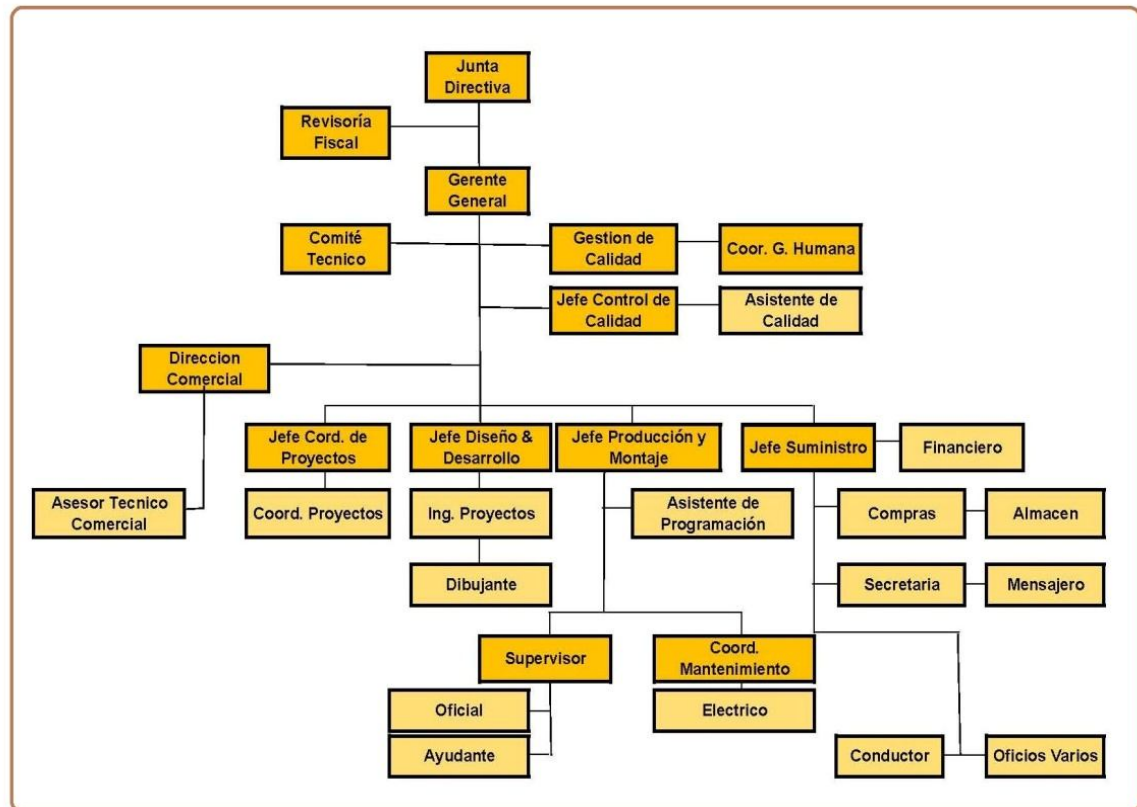 Junta
Directiva
Revisoría
Fiscal
Gerente
General
Comité
Tecnico
Gestion de
Calidad
Coor. G. Humana
Jefe Control de
Calidad
Asistente de
Calidad
Direccion
Comercial
Jefe Cord. de
Proyectos
Jefe Diseño &
Desarrollo
Jefe Producción y
Montaje
Jefe Suministro
Financiero
Asesor Tecnico
Comercial
Coord. Proyectos
Ing. Proyectos
Asistente de
Programación
Compras
Almacen
Dibujante
Secretaria
Mensajero
Supervisor
Coord.
Mantenimiento
Oficial
Electrico
Ayudante
Conductor
Oficios Varios